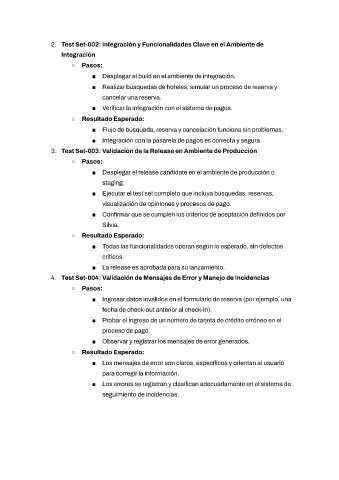 2. Test Set-002: Integración y Funcionalidades Clave en el Ambiente de
Integración
○ Pasos:
■ Desplegar el build en el ambiente de integración.
■ Realizar búsquedas de hoteles, simular un proceso de reserva y
cancelar una reserva.
■ Verificar la integración con el sistema de pagos.
○ Resultado Esperado:
■ Flujo de búsqueda, reserva y cancelación funciona sin problemas.
■ Integración con la pasarela de pagos es correcta y segura.
3. Test Set-003: Validación de la Release en Ambiente de Producción
○ Pasos:
■ Desplegar el release candidate en el ambiente de producción o
staging.
■ Ejecutar el test set completo que incluya búsquedas, reservas,
visualización de opiniones y procesos de pago.
■ Confirmar que se cumplen los criterios de aceptación definidos por
Silvia.
○ Resultado Esperado:
■ Todas las funcionalidades operan según lo esperado, sin defectos
críticos.
■ La release es aprobada para su lanzamiento.
4. Test Set-004: Validación de Mensajes de Error y Manejo de Incidencias
○ Pasos:
■ Ingresar datos inválidos en el formulario de reserva (por ejemplo, una
fecha de check-out anterior al check-in).
■ Probar el ingreso de un número de tarjeta de crédito erróneo en el
proceso de pago.
■ Observar y registrar los mensajes de error generados.
○ Resultado Esperado:
■ Los mensajes de error son claros, específicos y orientan al usuario
para corregir la información.
■ Los errores se registran y clasifican adecuadamente en el sistema de
seguimiento de incidencias.